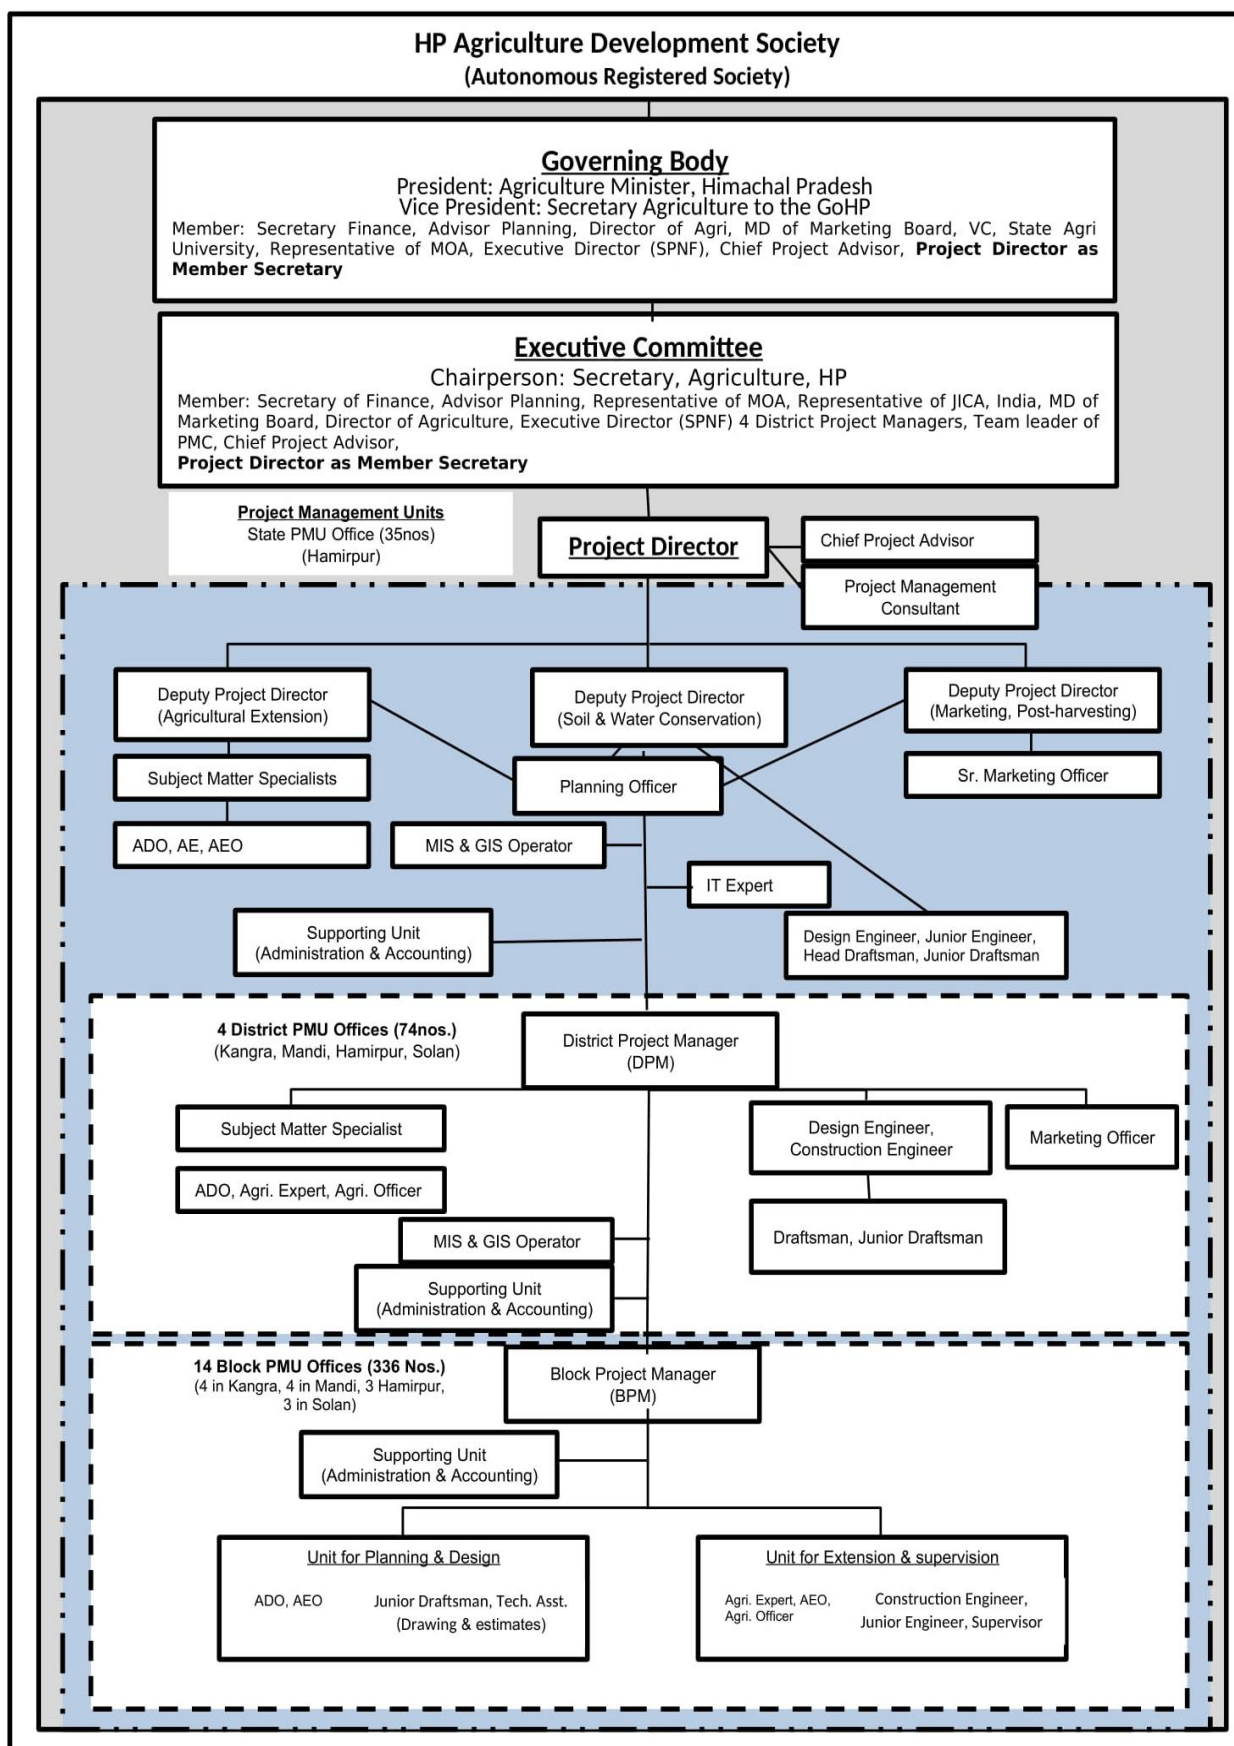 HP Agriculture Development Society
(Autonomous Registered Society)
Governing Body
President: Agriculture Minister, Himachal Pradesh
Vice President: Secretary Agriculture to the GoHP
Member: Secretary Finance, Advisor Planning, Director of Agri, MD of Marketing Board, VC, State Agri
University, Representative of MOA, Executive Director (SPNF), Chief Project Advisor, Project Director as
Member Secretary
Executive Committee
Chairperson: Secretary, Agriculture, HP
Member: Secretary of Finance, Advisor Planning, Representative of MOA, Representative of JICA, India, MD of
Marketing Board, Director of Agriculture, Executive Director (SPNF) 4 District Project Managers, Team leader of
PMC, Chief Project Advisor,
Project Director as Member Secretary
Project Management Units
State PMU Office (35nos)
(Hamirpur)
Project Director
Chief Project Advisor
Project Management
Consultant
Deputy Project Director
(Agricultural Extension)
Deputy Project Director
(Soil & Water Conservation)
Deputy Project Director
(Marketing, Post-harvesting)
Subject Matter Specialists
Planning Officer
Sr. Marketing Officer
ADO, AE, AEO
MIS & GIS Operator
IT Expert
Supporting Unit
(Administration & Accounting)
Design Engineer, Junior Engineer,
Head Draftsman, Junior Draftsman
4 District PMU Offices (74nos.)
(Kangra, Mandi, Hamirpur, Solan)
District Project Manager
(DPM)
Subject Matter Specialist
Design Engineer,
Construction Engineer
Marketing Officer
ADO, Agri. Expert, Agri. Officer
MIS & GIS Operator
Draftsman, Junior Draftsman
Supporting Unit
(Administration & Accounting)
14 Block PMU Offices (336 Nos.)
(4 in Kangra, 4 in Mandi, 3 Hamirpur,
3 in Solan)
Block Project Manager
(BPM)
Supporting Unit
(Administration & Accounting)
Unit for Planning & Design
ADO, AEO
Junior Draftsman, Tech. Asst.
(Drawing & estimates)
Unit for Extension & supervision
Agri. Expert, AEO,
Agri. Officer
Construction Engineer,
Junior Engineer, Supervisor